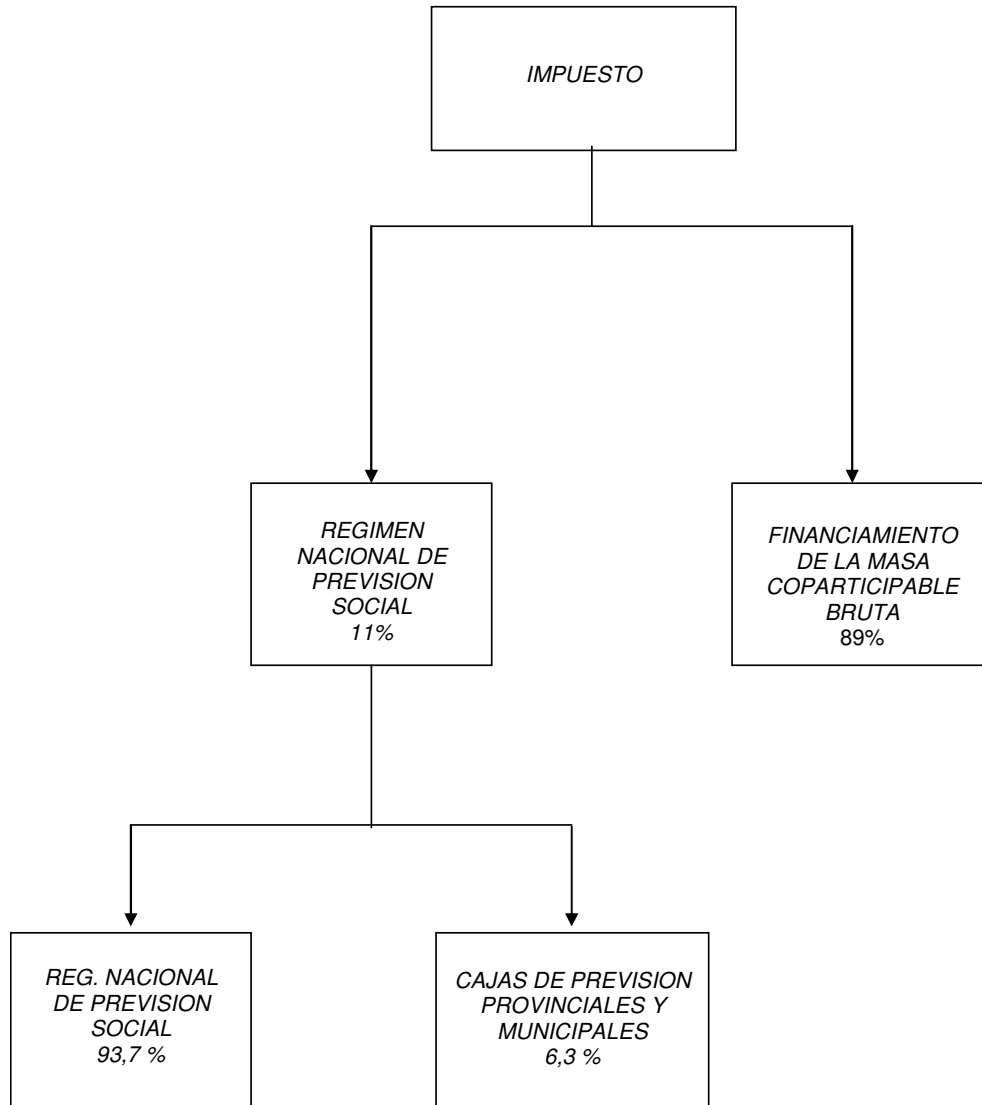 IMPUESTO
REGIMEN
NACIONAL DE
PREVISION
SOCIAL
11%
FINANCIAMIENTO
DE LA MASA
COPARTICIPABLE
BRUTA
89%
REG. NACIONAL
DE PREVISION
SOCIAL
93,7 %
CAJAS DE PREVISION
PROVINCIALES Y
MUNICIPALES
6,3 %